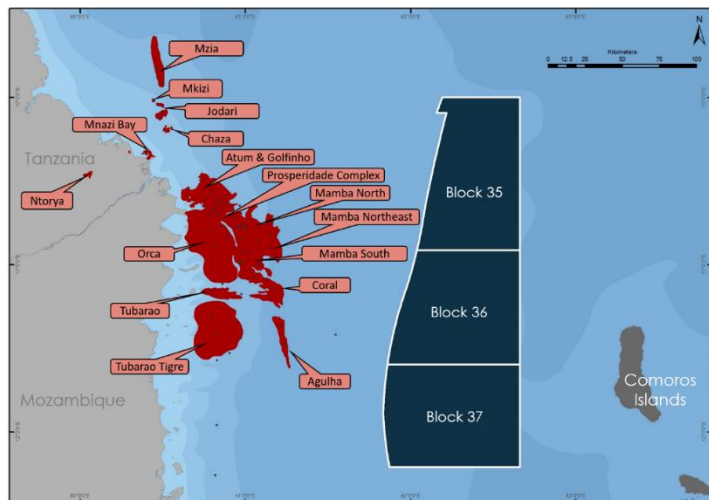 N
Kilometers
0 12.5 25 50 75 100
Mzia
Mkizi
Jodari
Mnazi Bay
Chaza
Tanzania
Atum & Golfinho
Prosperidade Complex
Ntorya
Mamba North
Block 35
Mamba Northeast
Orca
Mamba South
Coral
Tubarao
Block 36
Tubarao Tigre
Agulha
Comoros
Islands
Mozambique
Block 37